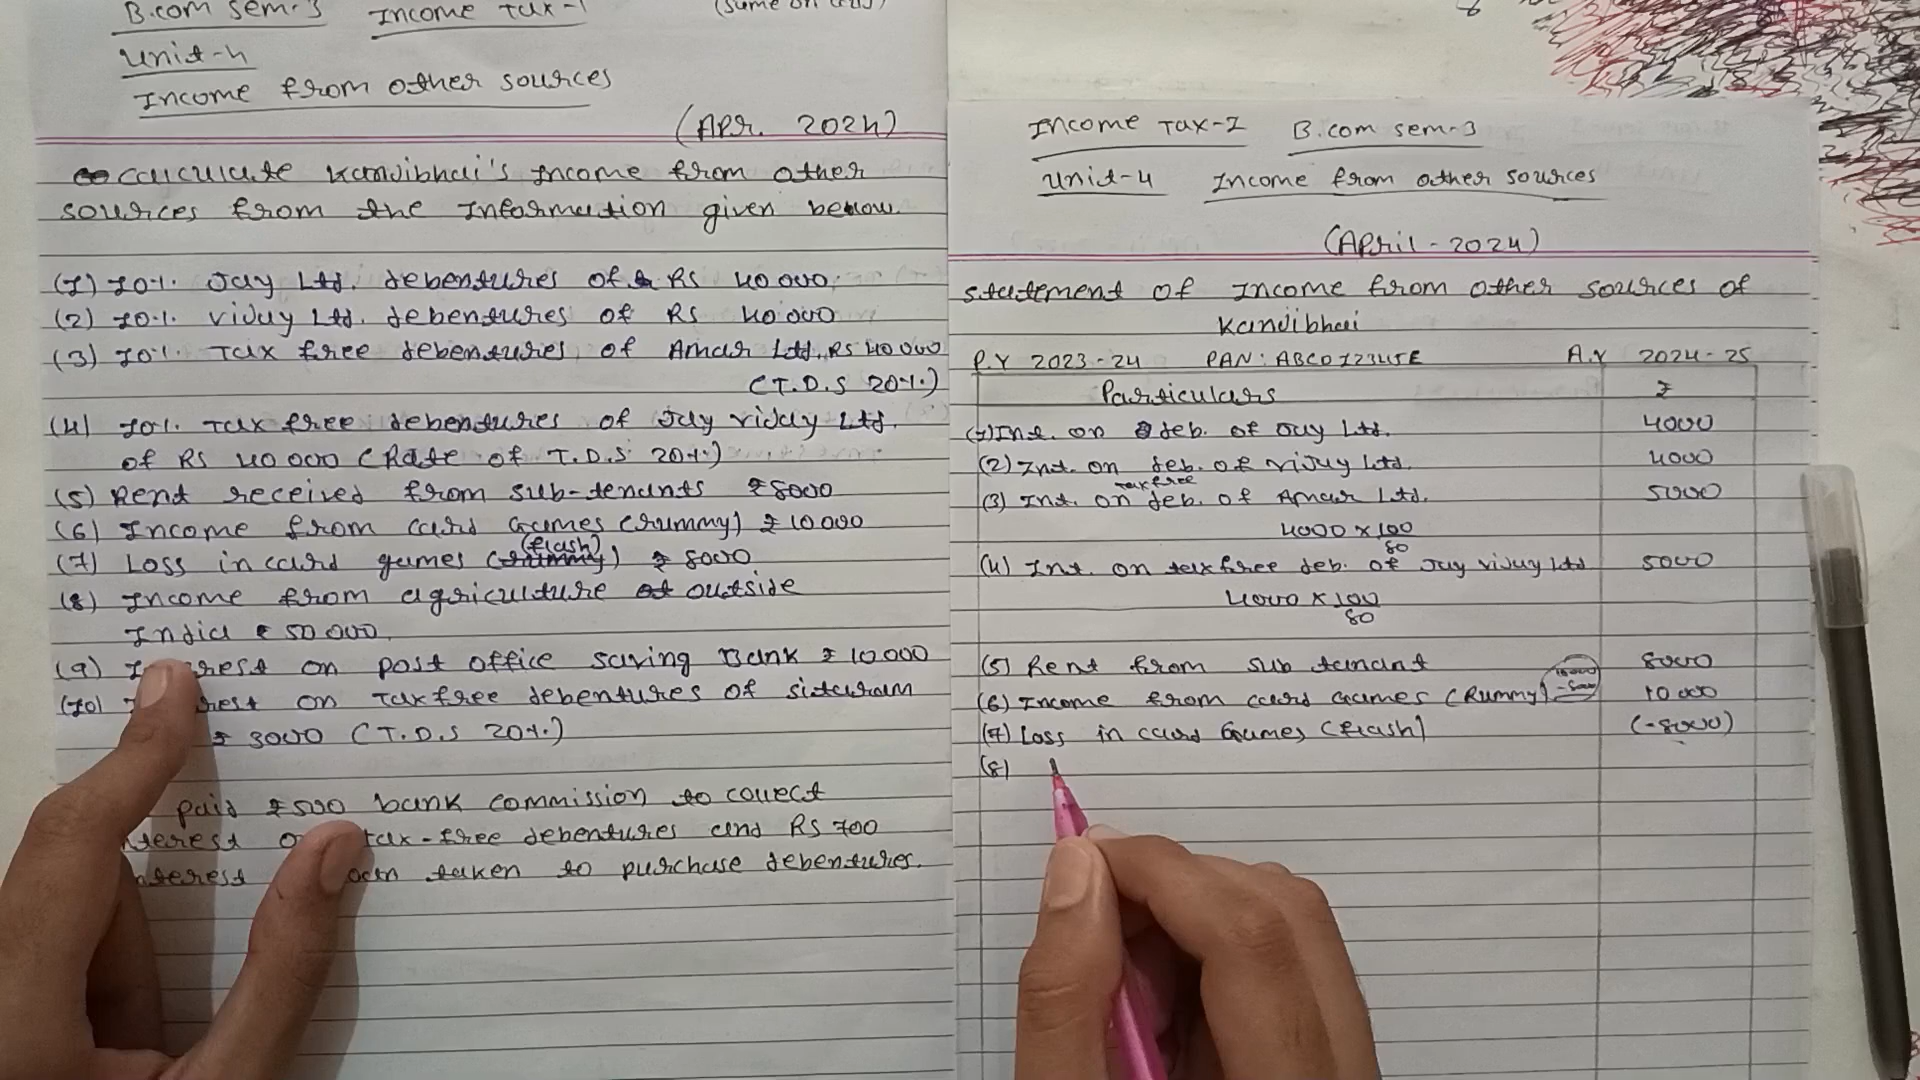 B.com sem-3 Income Tax-1
Unit-4
Income from other sources
(Apr. 2024)
calculate Kanjibhai's Income from other
sources from the Information given below.
(1) 10% Jay Ltd. debentures of Rs 40000.
(2) 10% Vijay Ltd. debentures of Rs 40000
(3) 10% Tax free debentures of Amar Ltd. Rs 40000
(T.D.S 20%)
(4) 10% Tax free debentures of Jay Vijay Ltd.
of Rs 40000 (Rate of T.D.S 20%)
(5) Rent received from sub-tenants ₹8000
(6) Income from card Games (rummy) ₹10000
(7) Loss in card games (flash) ₹ 8000
(8) Income from agriculture outside
India ₹ 50000.
(9) on post office saving Bank ₹ 10000
(10) on Taxfree debentures of sitaram
₹ 3000 (T.D.S 20%)
paid ₹500 bank commission to collect
tax-free debentures and Rs 700
taken to purchase debentures.
Income Tax-I B.com sem-3
Unit-4 Income from other sources
(April-2024)
Statement of Income from other sources of
Kanjibhai
P.Y 2023-24 PAN: ABCD1234SE A.Y 2024-25
Particulars ₹
(1) Int. on deb. of Jay Ltd. 4000
(2) Int. on deb. of Vijay Ltd. 4000
(3) Int. on tax free deb. of Amar Ltd. 5000
4000 x 100
80
(4) Int. on tax free deb. of Jay Vijay Ltd 5000
4000 x 100
80
(5) Rent from sub tanant 8000
(6) Income from card Games (Rummy) 10000
(7) Loss in card Games (flash) (-8000)
(8)